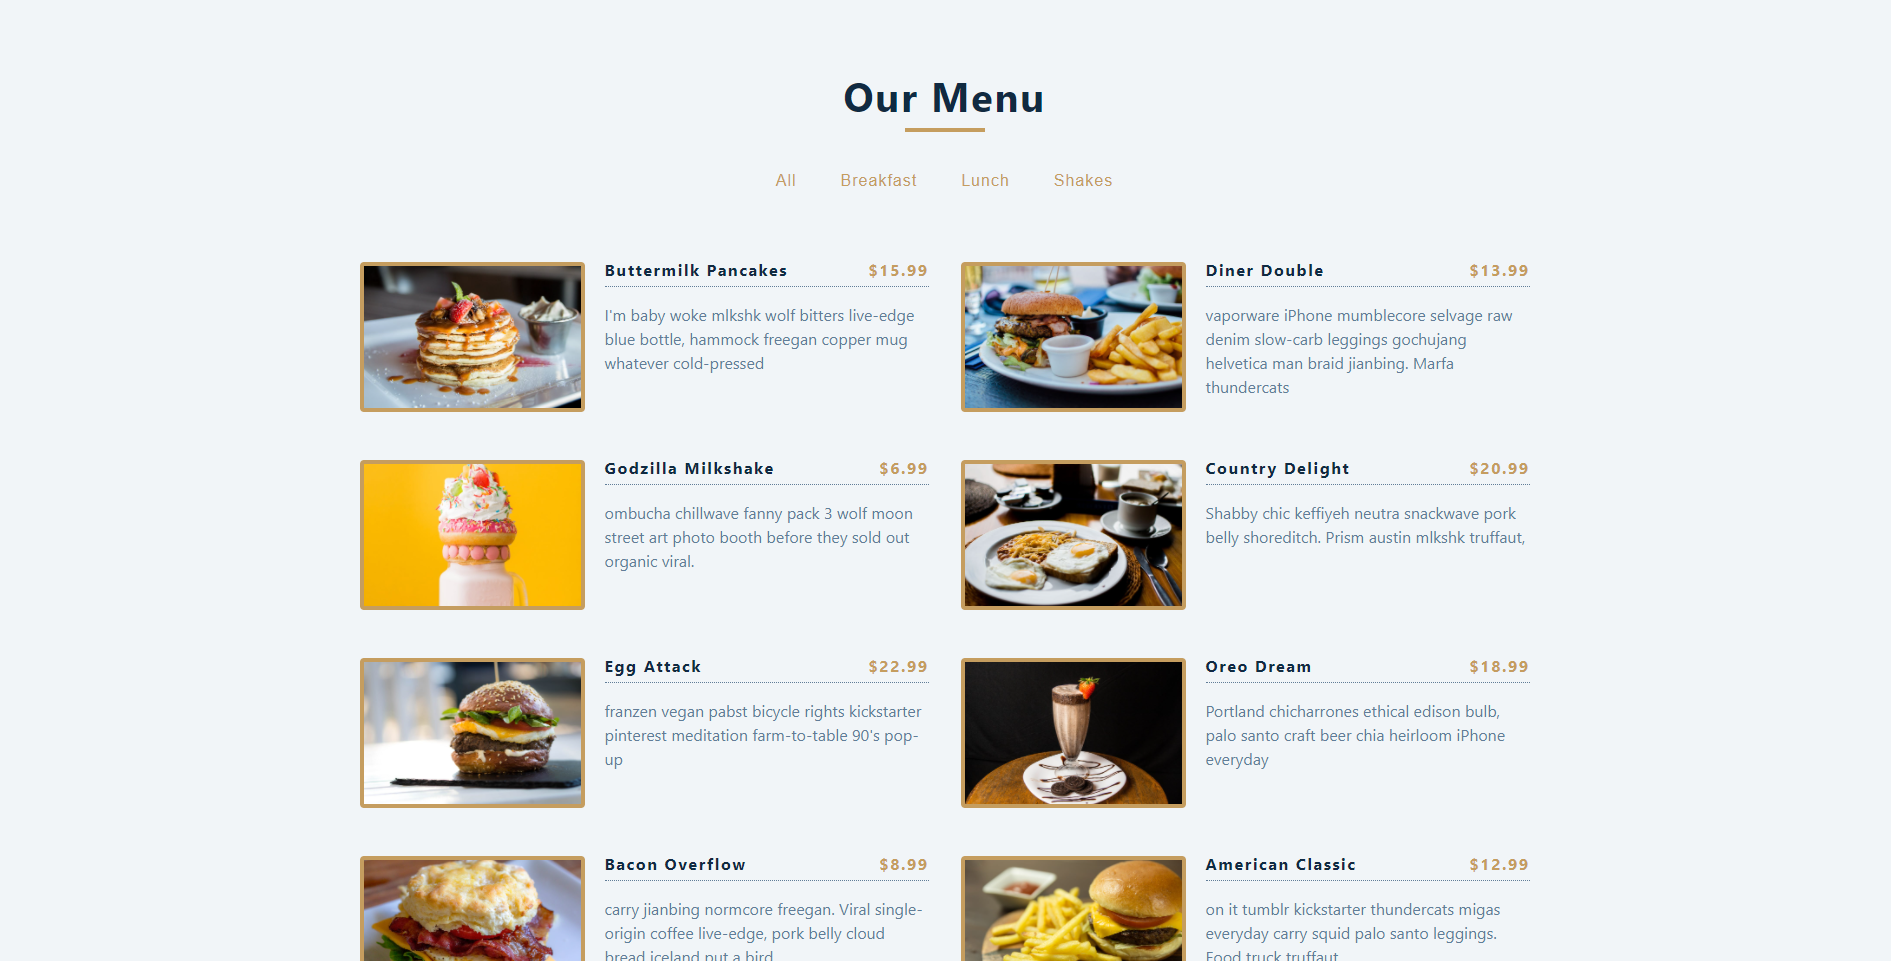 Our Menu
All Breakfast Lunch Shakes
Buttermilk Pancakes $15.99
I'm baby woke mlkshk wolf bitters live-edge
blue bottle, hammock freegan copper mug
whatever cold-pressed
Diner Double $13.99
vaporware iPhone mumblecore selvage raw
denim slow-carb leggings gochujang
helvetica man braid jianbing. Marfa
thundercats
Godzilla Milkshake $6.99
ombucha chillwave fanny pack 3 wolf moon
street art photo booth before they sold out
organic viral.
Country Delight $20.99
Shabby chic keffiyeh neutra snackwave pork
belly shoreditch. Prism austin mlkshk truffaut,
Egg Attack $22.99
franzen vegan pabst bicycle rights kickstarter
pinterest meditation farm-to-table 90's pop-
up
Oreo Dream $18.99
Portland chicharrones ethical edison bulb,
palo santo craft beer chia heirloom iPhone
everyday
Bacon Overflow $8.99
carry jianbing normcore freegan. Viral single-
origin coffee live-edge, pork belly cloud
bread iceland put a bird
American Classic $12.99
on it tumblr kickstarter thundercats migas
everyday carry squid palo santo leggings.
Food truck truffaut